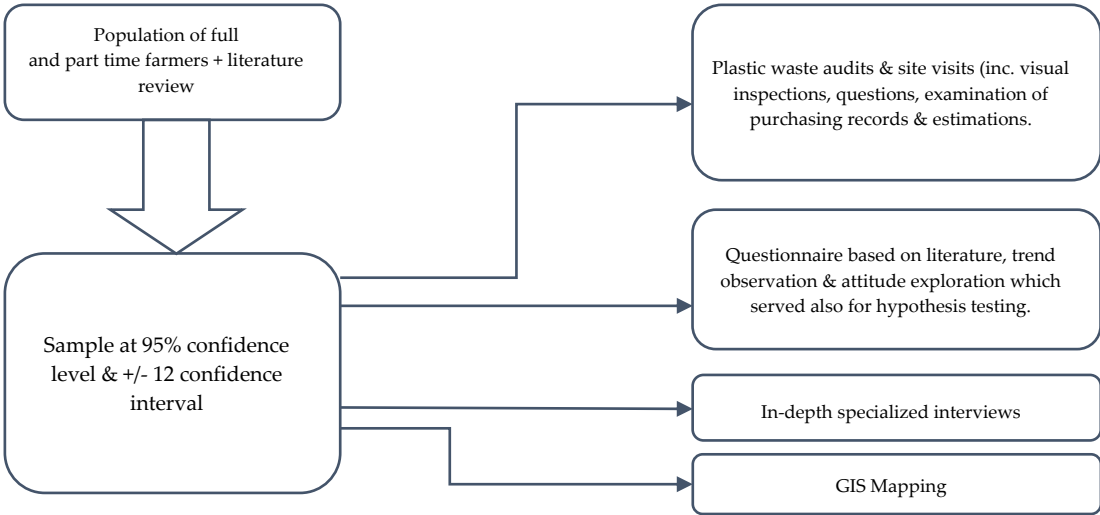 Population of full
and part time farmers + literature
review
Sample at 95% confidence
level & +/- 12 confidence
interval
Plastic waste audits & site visits (inc. visual
inspections, questions, examination of
purchasing records & estimations.
Questionnaire based on literature, trend
observation & attitude exploration which
served also for hypothesis testing.
In-depth specialized interviews
GIS Mapping